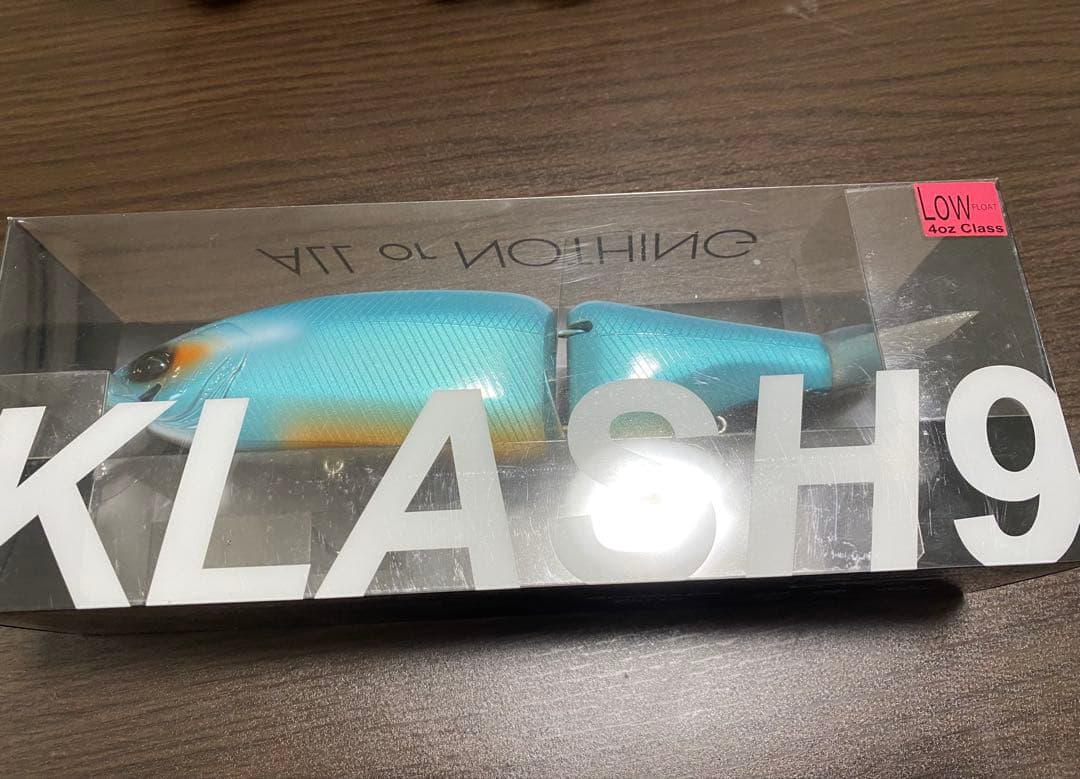 ALL or NOTHING
LOW FLOAT
4oz Class
KLASH9